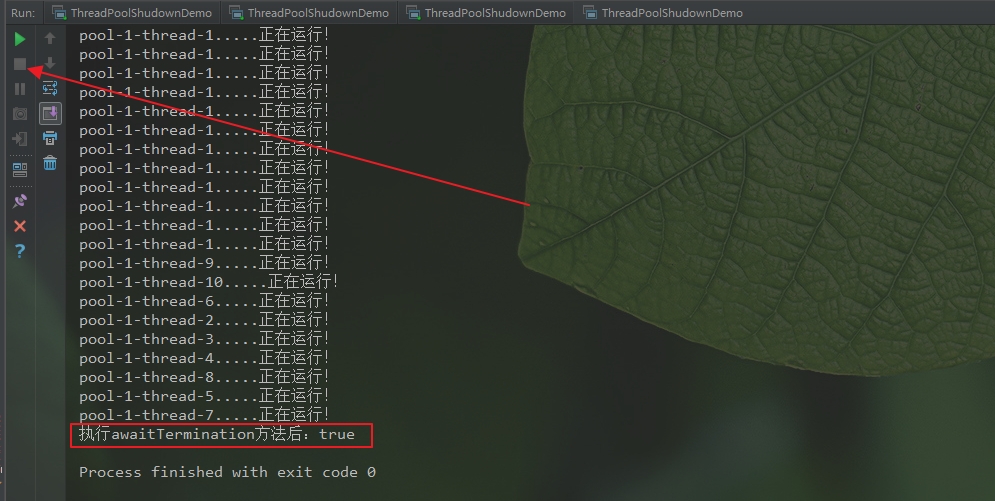 Run: ThreadPoolShudownDemo ThreadPoolShudownDemo ThreadPoolShudownDemo ThreadPoolShudownDemo
pool-1-thread-1.....正在运行!
pool-1-thread-1.....正在运行!
pool-1-thread-1.....正在运行!
pool-1-thread-1.....正在运行!
pool-1-thread-1.....正在运行!
pool-1-thread-1.....正在运行!
pool-1-thread-1.....正在运行!
pool-1-thread-1.....正在运行!
pool-1-thread-1.....正在运行!
pool-1-thread-1.....正在运行!
pool-1-thread-1.....正在运行!
pool-1-thread-1.....正在运行!
pool-1-thread-9.....正在运行!
pool-1-thread-10.....正在运行!
pool-1-thread-6.....正在运行!
pool-1-thread-2.....正在运行!
pool-1-thread-3.....正在运行!
pool-1-thread-4.....正在运行!
pool-1-thread-8.....正在运行!
pool-1-thread-5.....正在运行!
pool-1-thread-7.....正在运行!
执行awaitTermination方法后：true
Process finished with exit code 0